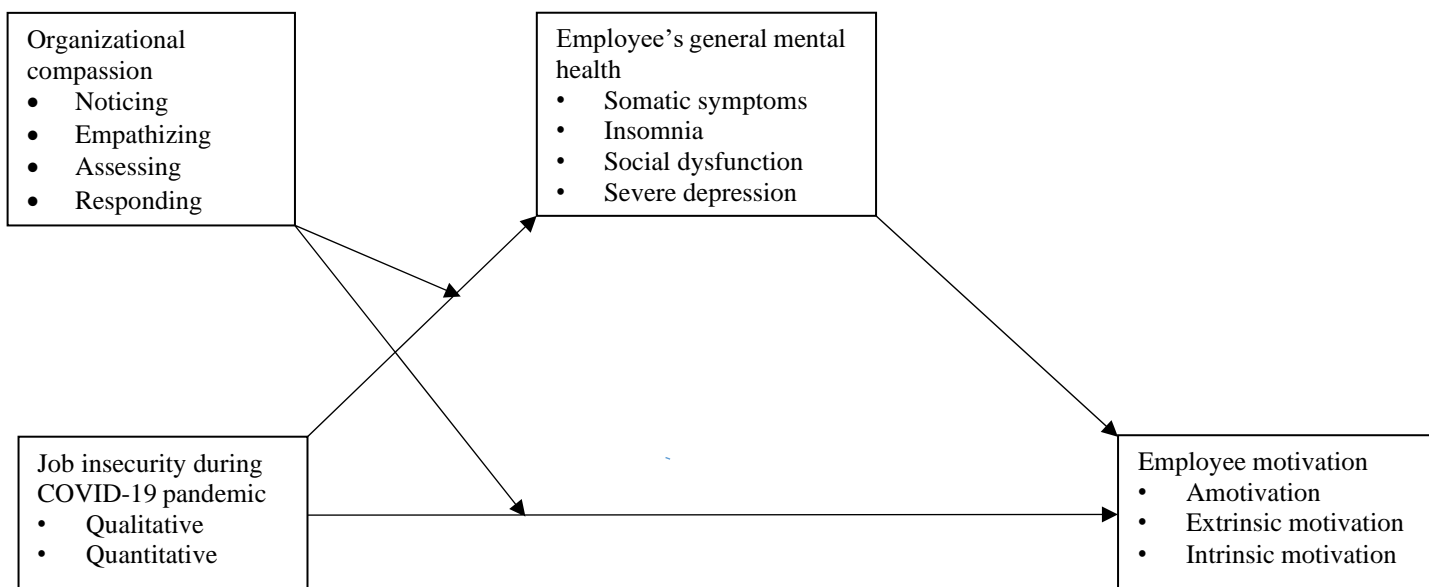 Organizational
compassion
• Noticing
• Empathizing
• Assessing
• Responding
Employee’s general mental
health
• Somatic symptoms
• Insomnia
• Social dysfunction
• Severe depression
Job insecurity during
COVID-19 pandemic
• Qualitative
• Quantitative
Employee motivation
• Amotivation
• Extrinsic motivation
• Intrinsic motivation